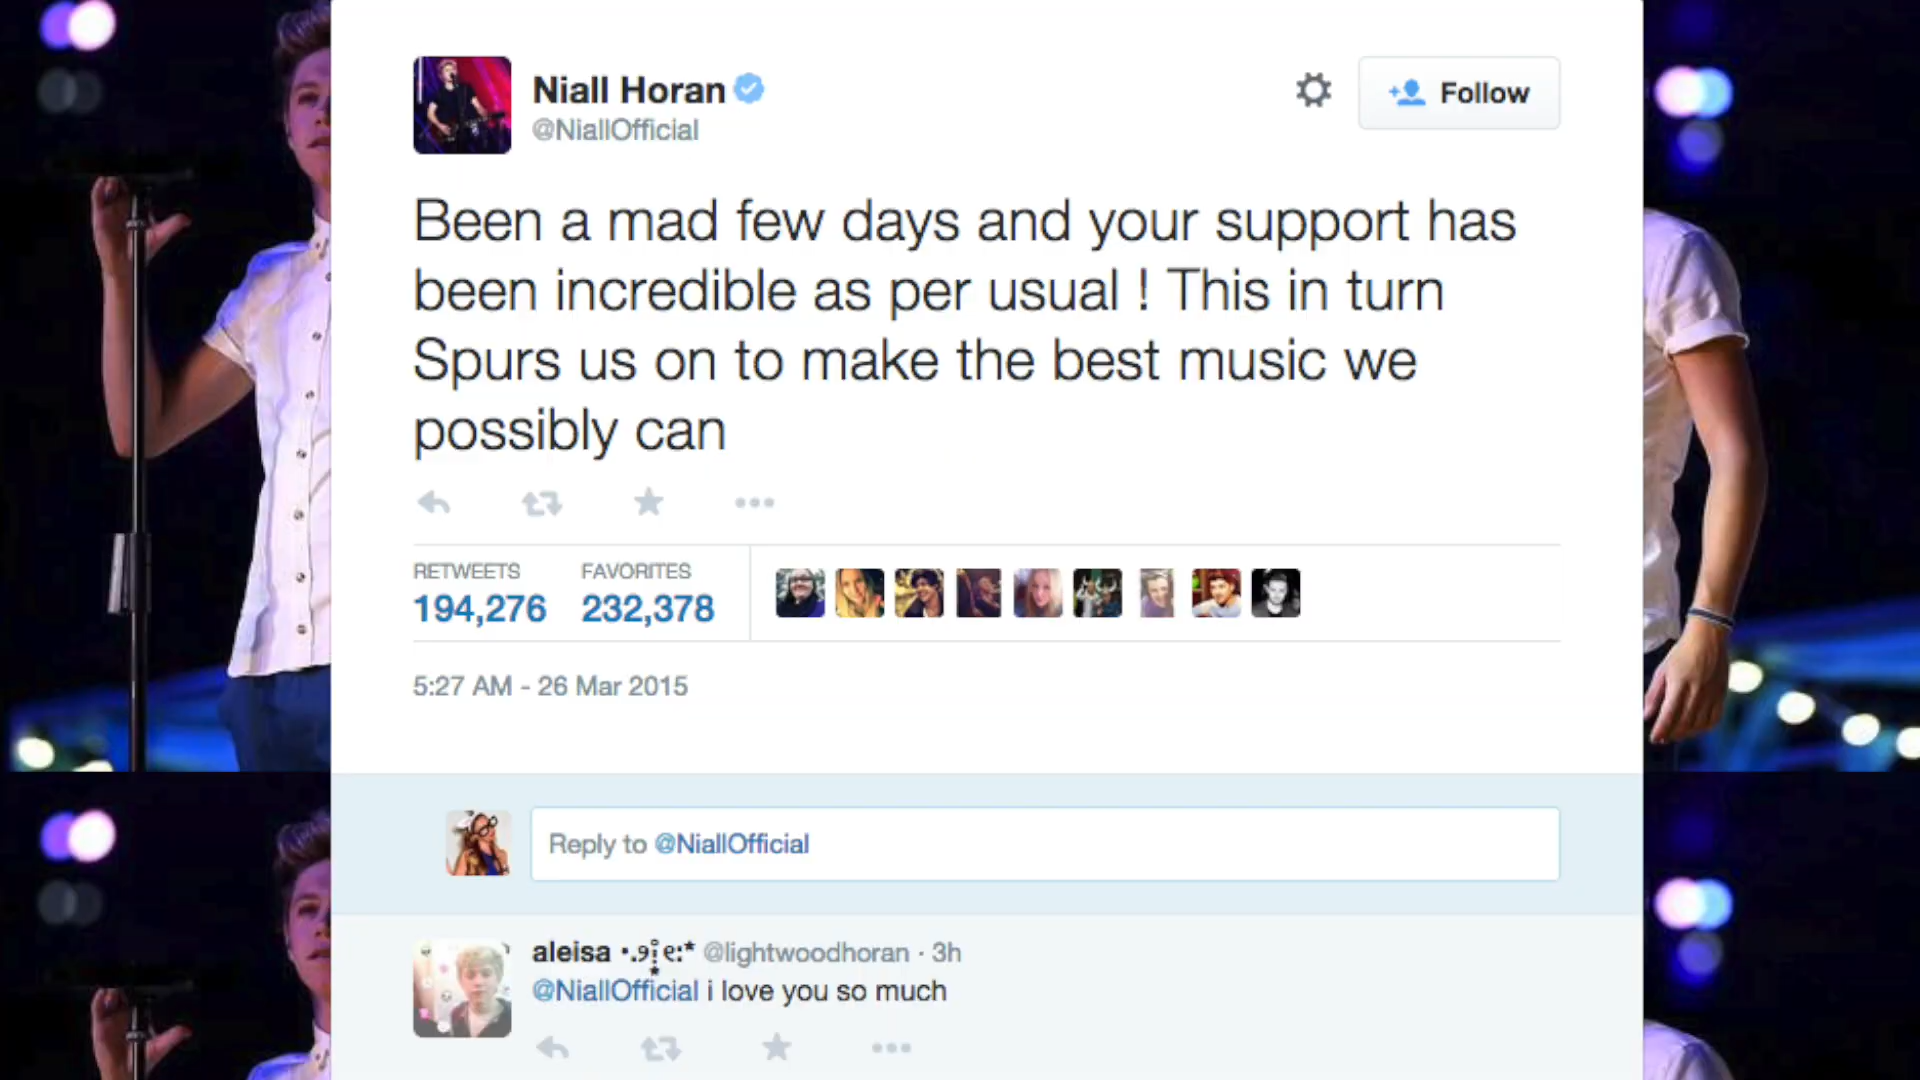 Niall Horan
@NiallOfficial
Follow
Been a mad few days and your support has
been incredible as per usual ! This in turn
Spurs us on to make the best music we
possibly can
RETWEETS FAVORITES
194,276 232,378
5:27 AM - 26 Mar 2015
Reply to @NiallOfficial
aleisa @lightwoodhoran · 3h
@NiallOfficial i love you so much